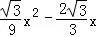 √3/9 x² − 2√3/3 x